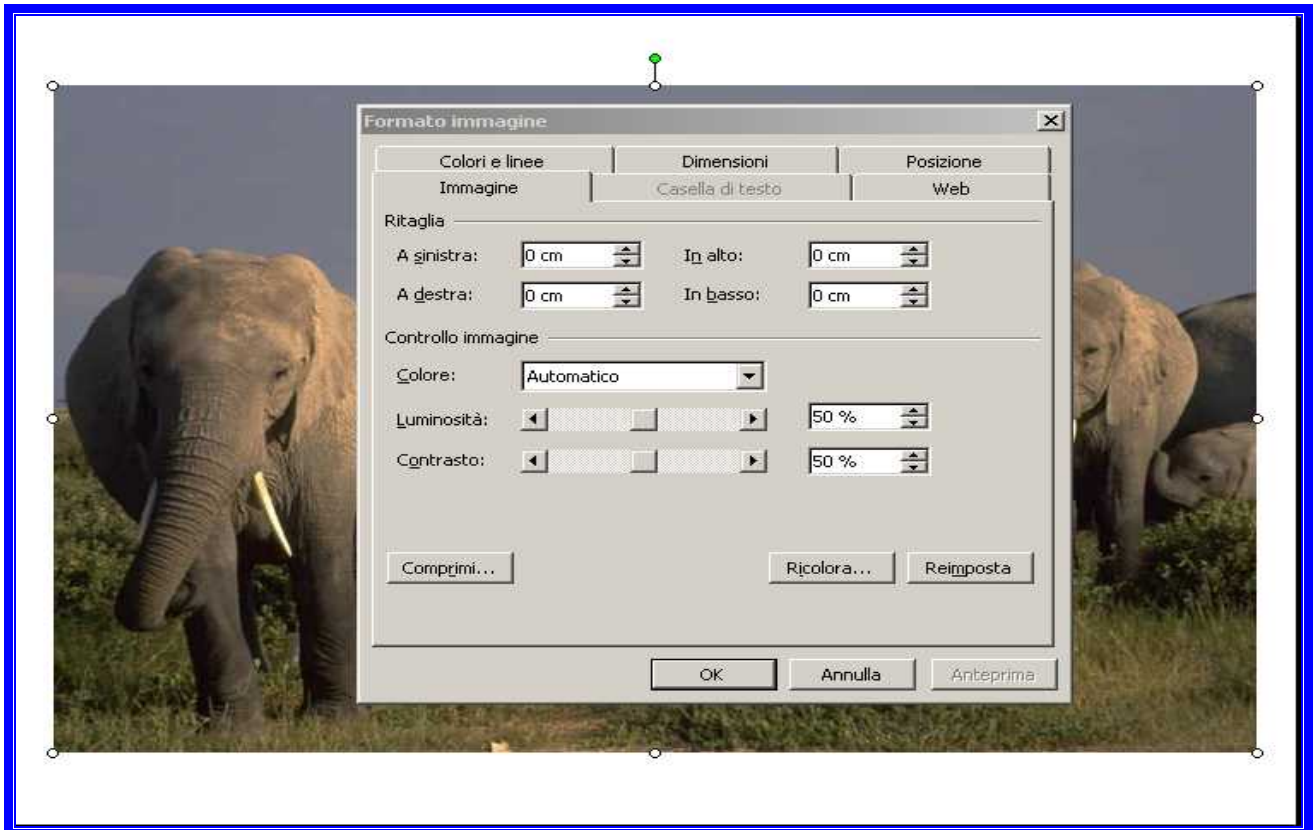 Formato immagine
Colori e linee Dimensioni Posizione
Immagine Casella di testo Web
Ritaglia
A sinistra: 0 cm In alto: 0 cm
A destra: 0 cm In basso: 0 cm
Controllo immagine
Colore: Automatico
Luminosità: 50 %
Contrasto: 50 %
Comprimi... Ricolora... Reimposta
OK Annulla Anteprima